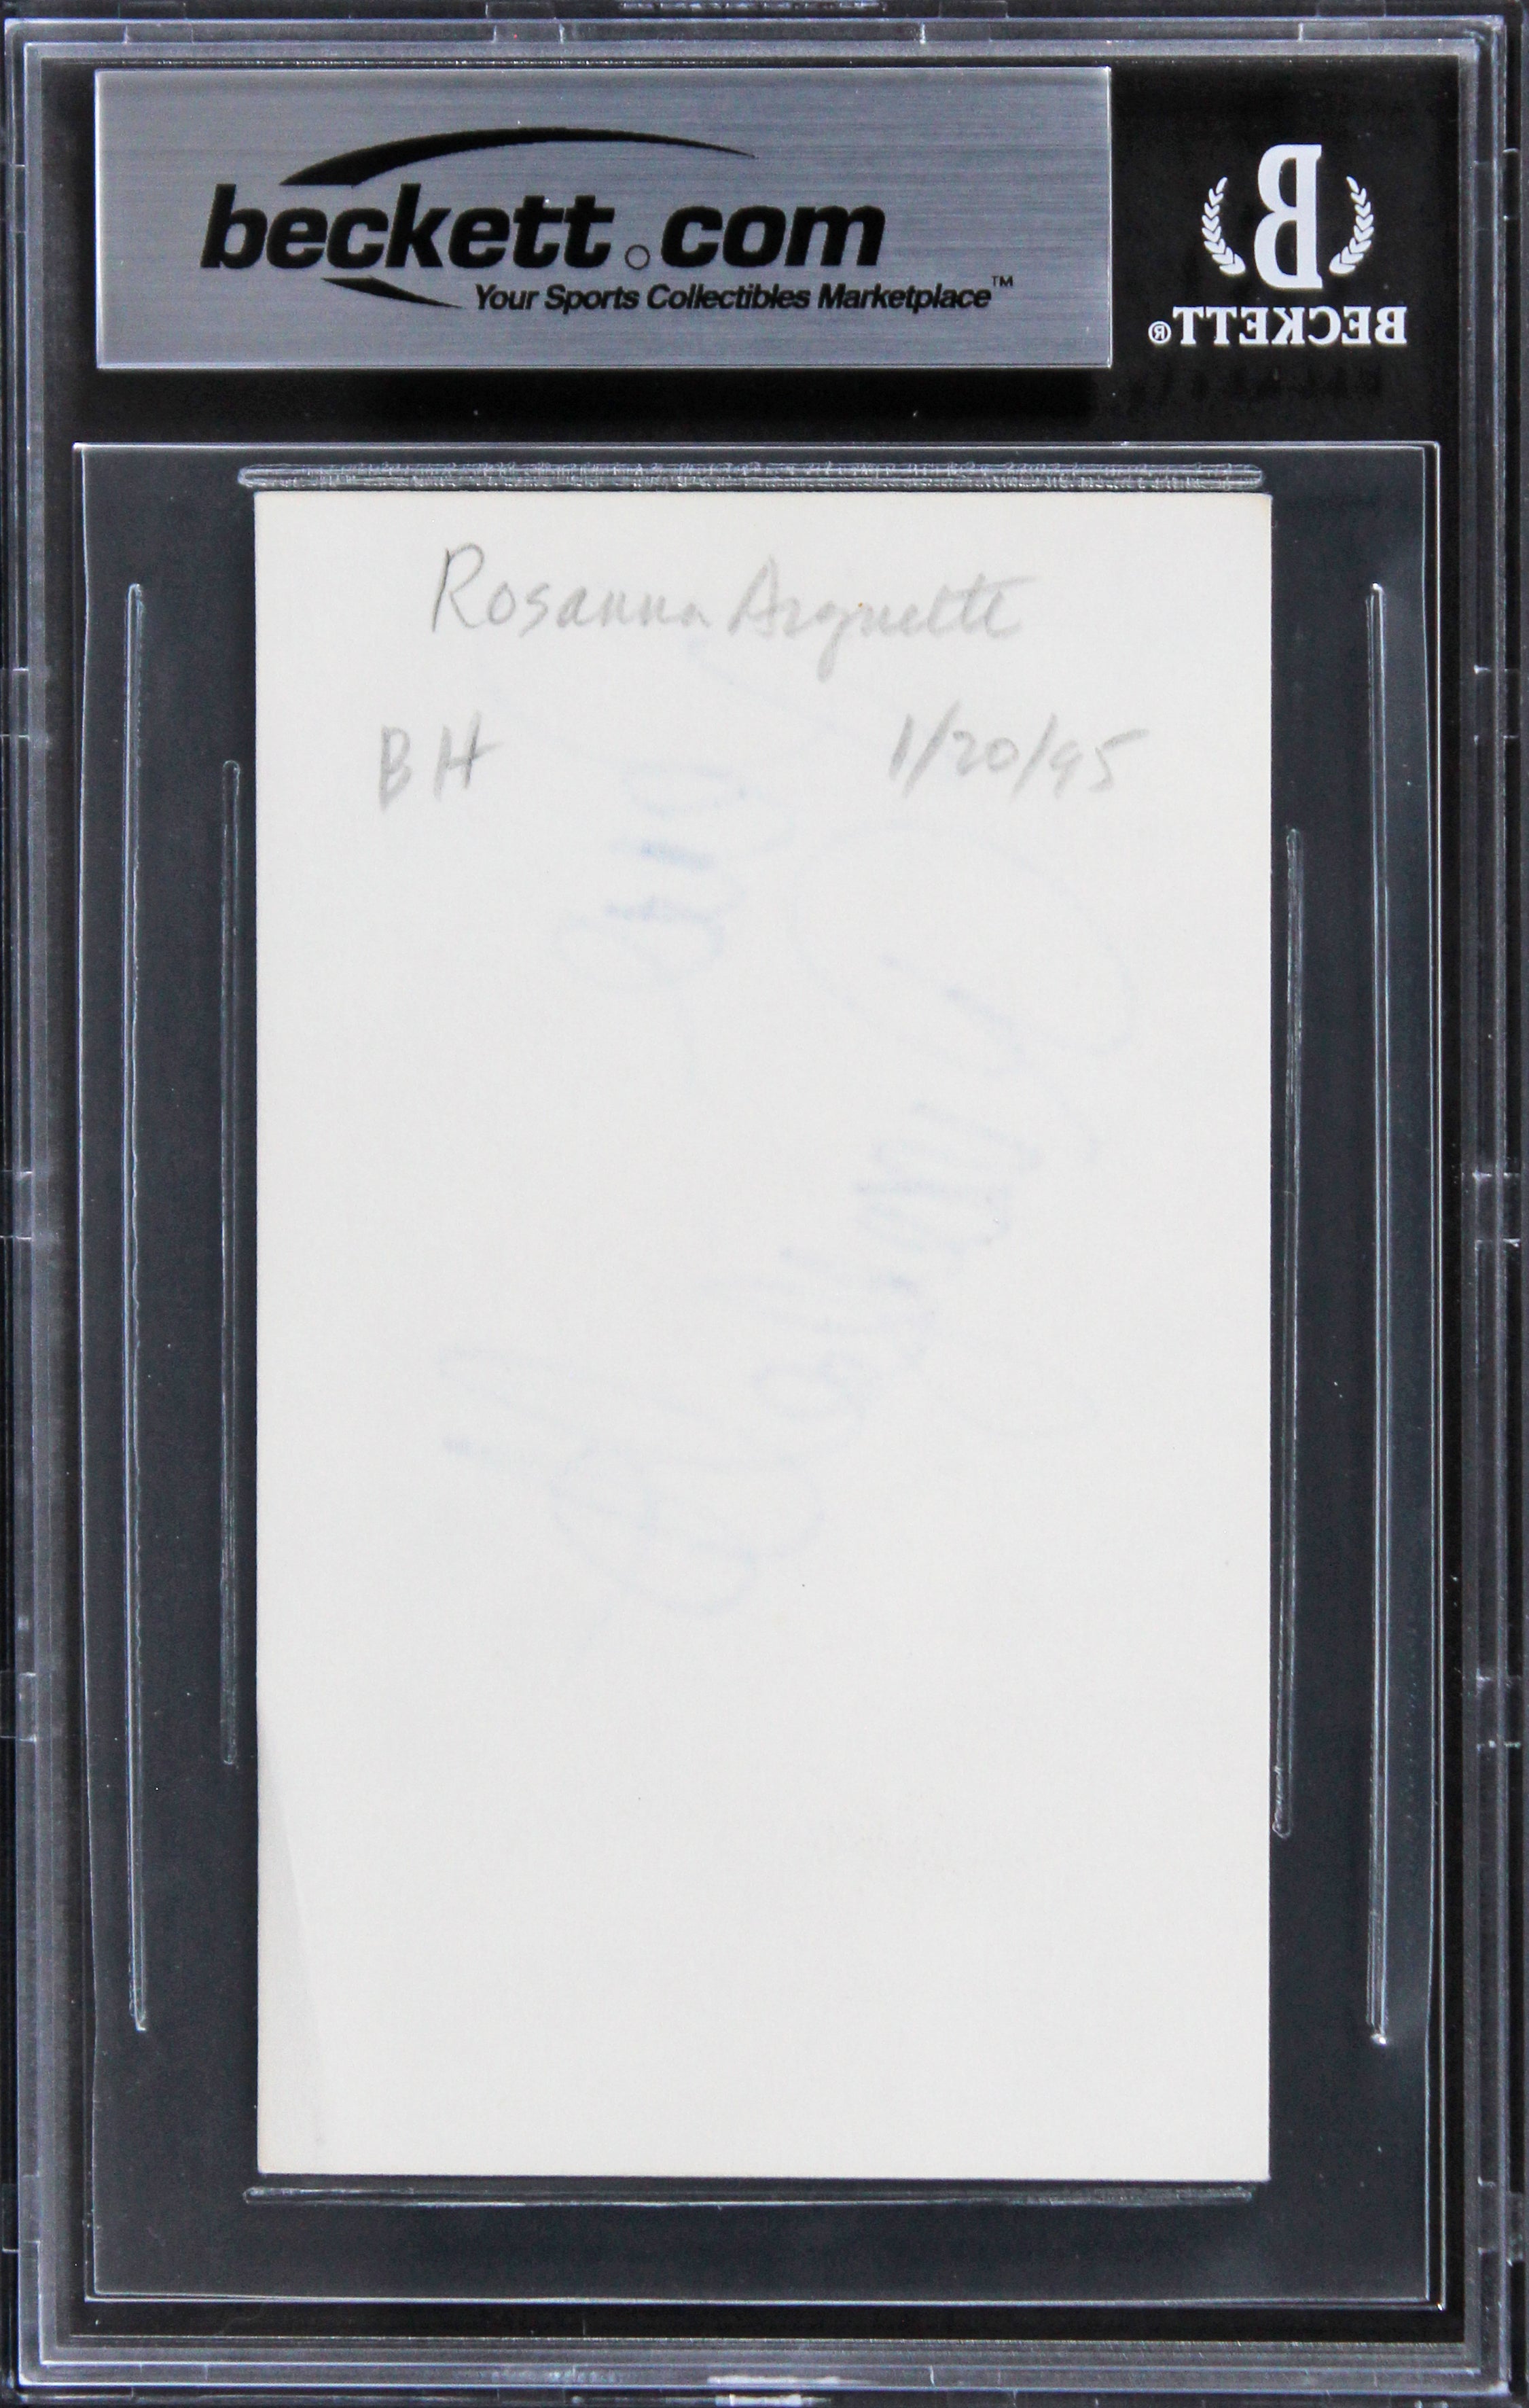 beckett.com
Your Sports Collectibles Marketplace™
B
BECKETT®
Rosanna Arquette
BH 1/20/95